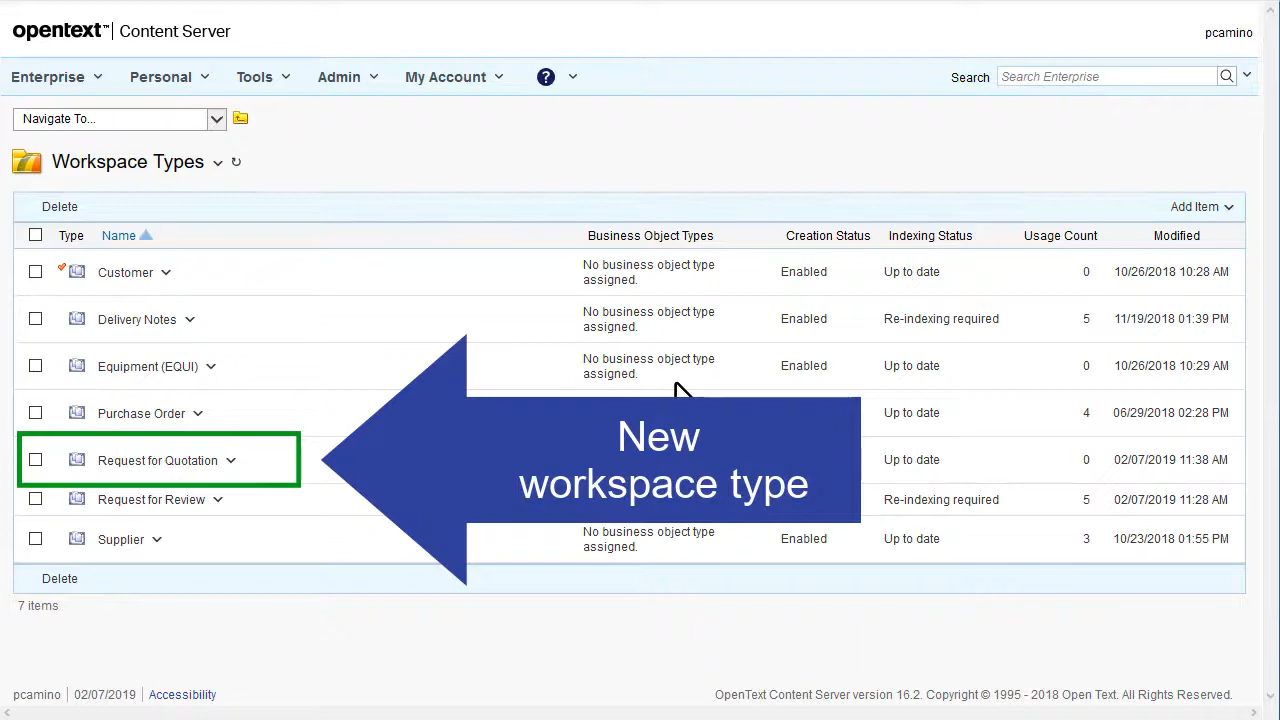 opentext™ | Content Server
pcamino
Enterprise Personal Tools Admin My Account ? Search Search Enterprise
Navigate To...
Workspace Types
Delete Add Item
Type Name Business Object Types Creation Status Indexing Status Usage Count Modified
Customer No business object type assigned. Enabled Up to date 0 10/26/2018 10:28 AM
Delivery Notes No business object type assigned. Enabled Re-indexing required 5 11/19/2018 01:39 PM
Equipment (EQUI) No business object type assigned. Enabled Up to date 0 10/26/2018 10:29 AM
Purchase Order Up to date 4 06/29/2018 02:28 PM
New
workspace type
Request for Quotation Up to date 0 02/07/2019 11:38 AM
Request for Review Re-indexing required 5 02/07/2019 11:28 AM
Supplier No business object type assigned. Enabled Up to date 3 10/23/2018 01:55 PM
Delete
7 items
pcamino | 02/07/2019 | Accessibility OpenText Content Server version 16.2. Copyright © 1995 - 2018 Open Text. All Rights Reserved.